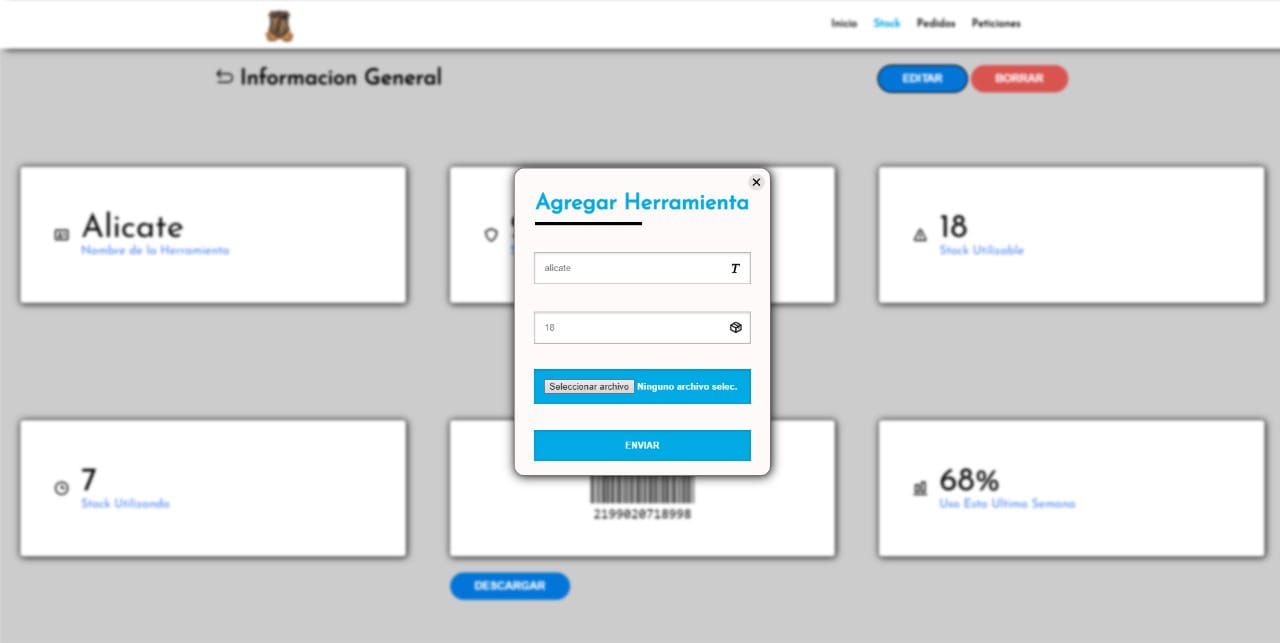 Inicio Stock Pedidos Peticiones
Informacion General
EDITAR BORRAR
Agregar Herramienta
alicate
18
Seleccionar archivo Ninguno archivo selec.
ENVIAR
Alicate
Nombre de la Herramienta
18
Stock Utilizable
7
Stock Utilizando
2199020718998
68%
Uso Esta Ultima Semana
DESCARGAR